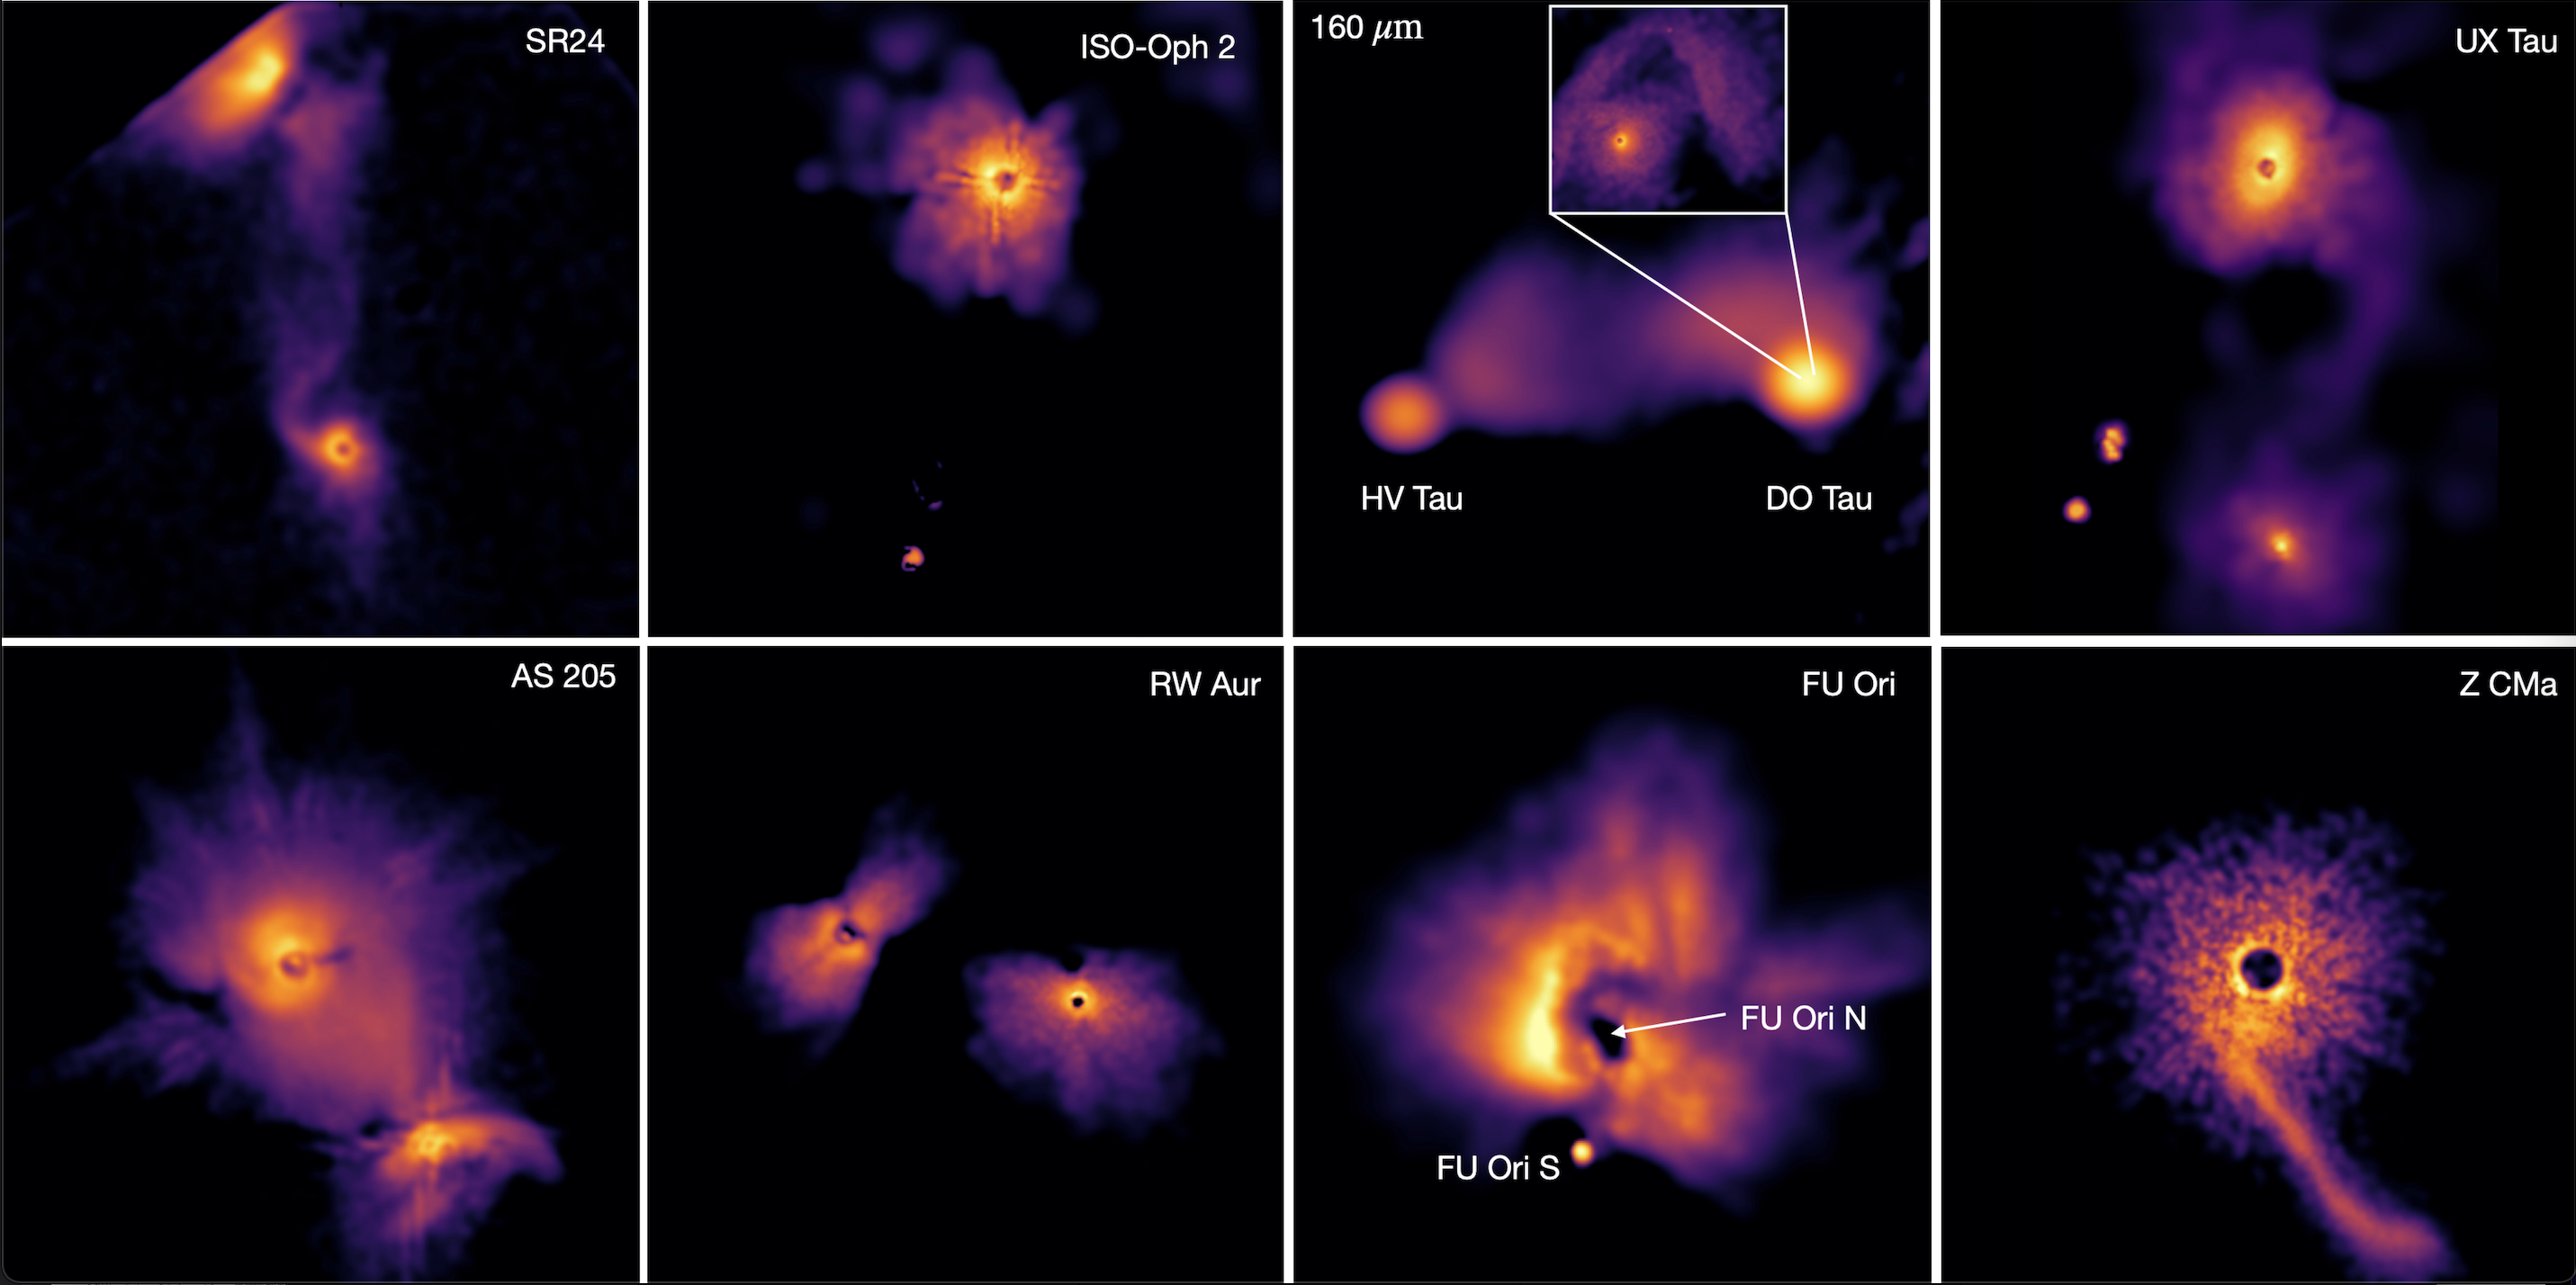 SR24
ISO-Oph 2
160 μm
HV Tau
DO Tau
UX Tau
AS 205
RW Aur
FU Ori
FU Ori N
FU Ori S
Z CMa